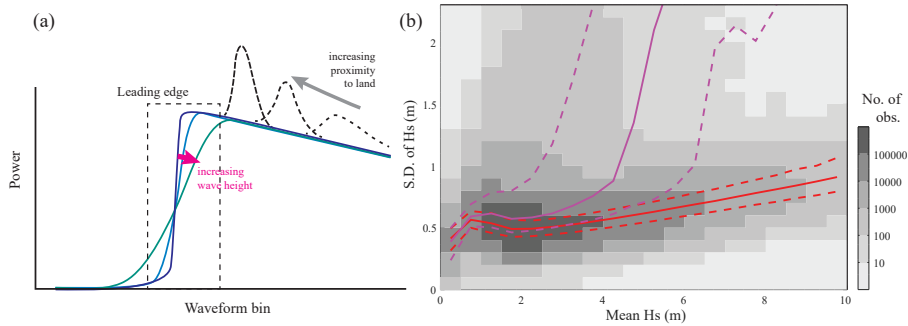 (a)
increasing
proximity
to land
Leading edge
increasing
wave height
Power
Waveform bin
(b)
2
1.5
1
0.5
0
S.D. of Hs (m)
0
2
4
6
8
10
Mean Hs (m)
No. of
obs.
100000
10000
1000
100
10